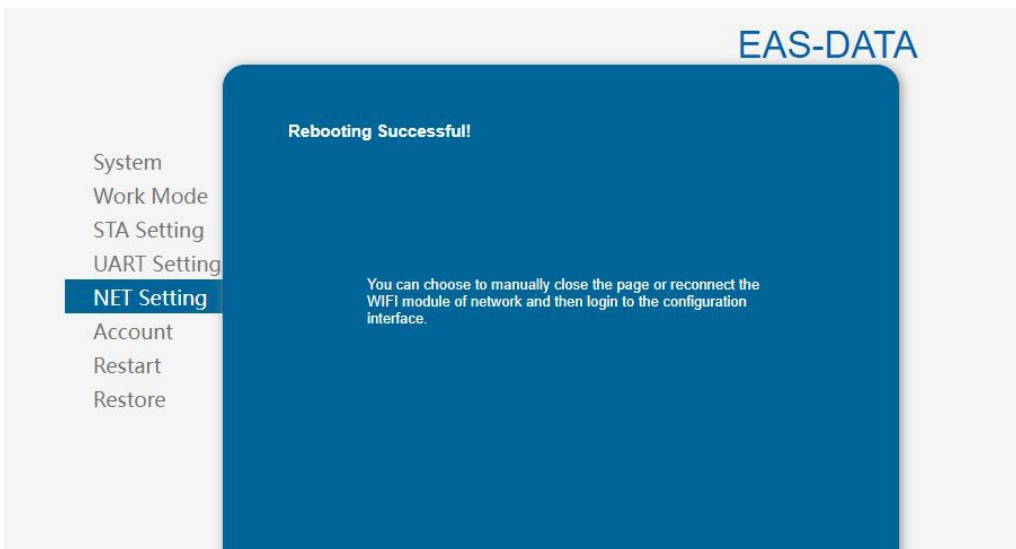 EAS-DATA
Rebooting Successful!
System
Work Mode
STA Setting
UART Setting
NET Setting
Account
Restart
Restore
You can choose to manually close the page or reconnect the
WIFI module of network and then login to the configuration
interface.